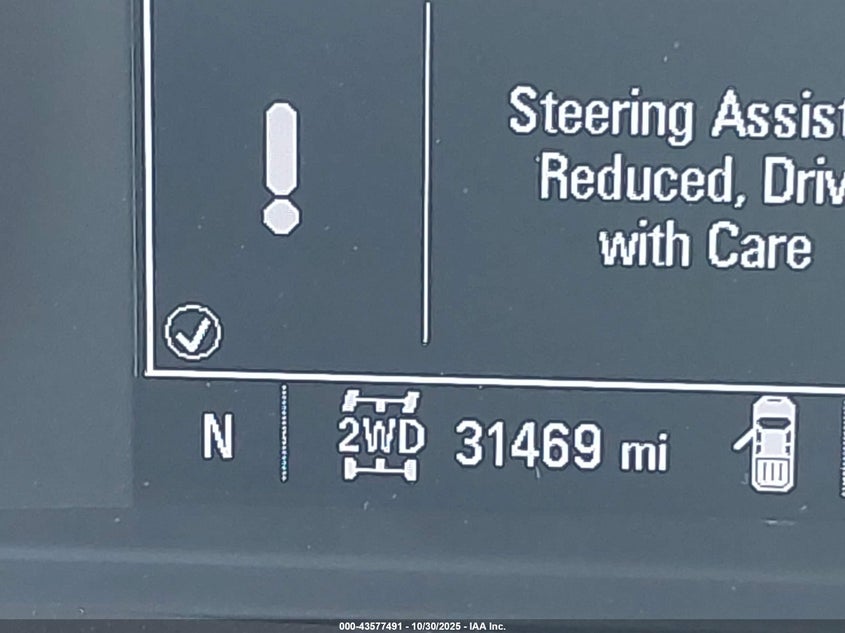 Steering Assist
Reduced, Driv
with Care
N
2WD
31469 mi
000-43577491 - 10/30/2025 - IAA Inc.